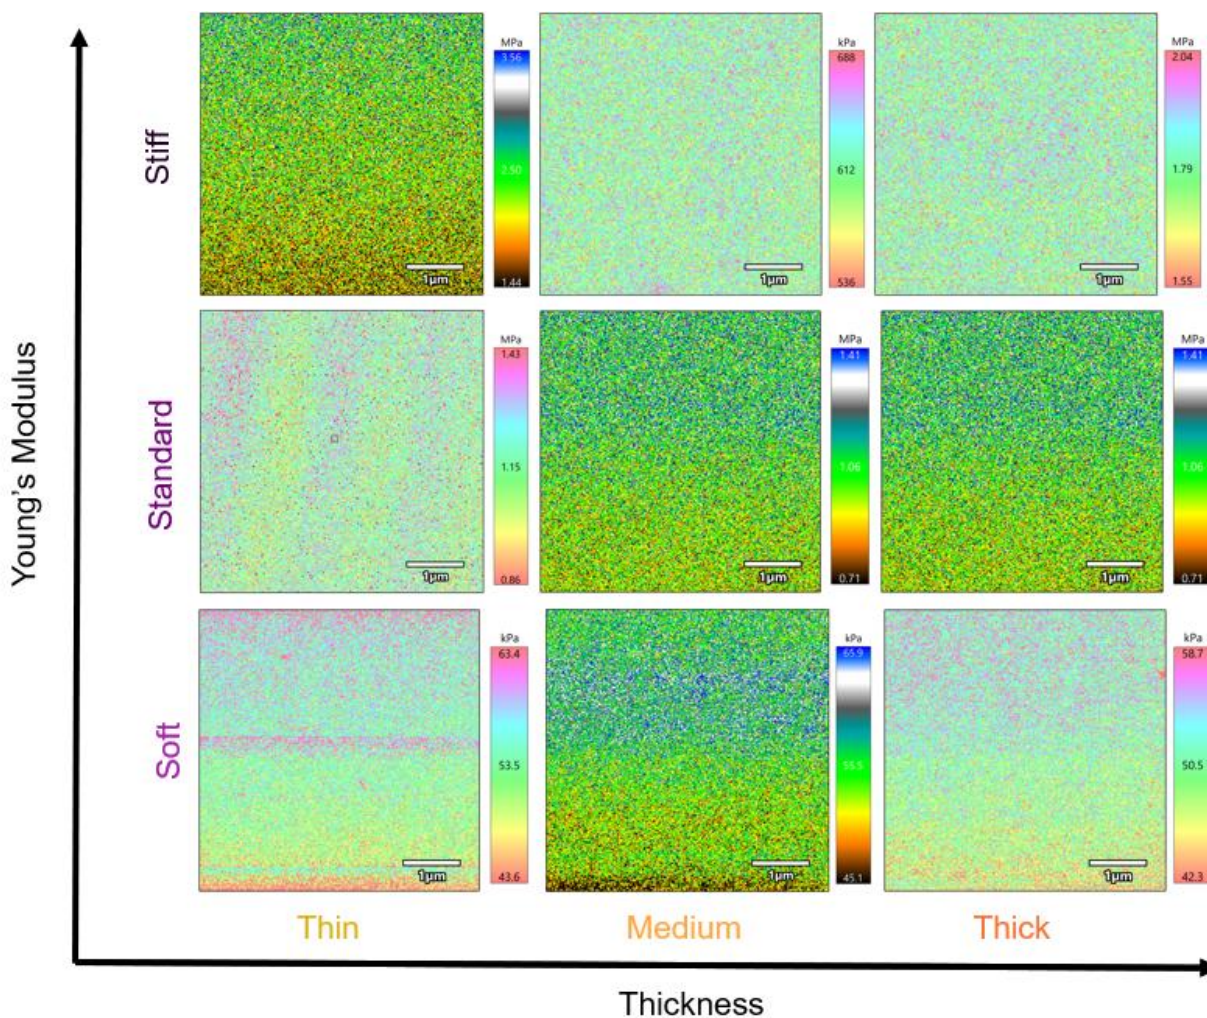 Young's Modulus
Stiff
MPa
3.56
2.50
1.44
1µm
kPa
688
612
536
1µm
MPa
2.04
1.79
1.55
1µm
Standard
MPa
1.43
1.15
0.86
1µm
MPa
1.41
1.06
0.71
1µm
MPa
1.41
1.06
0.71
1µm
Soft
kPa
63.4
53.5
43.6
1µm
kPa
65.9
55.5
45.1
1µm
kPa
58.7
50.5
42.3
1µm
Thin
Medium
Thick
Thickness